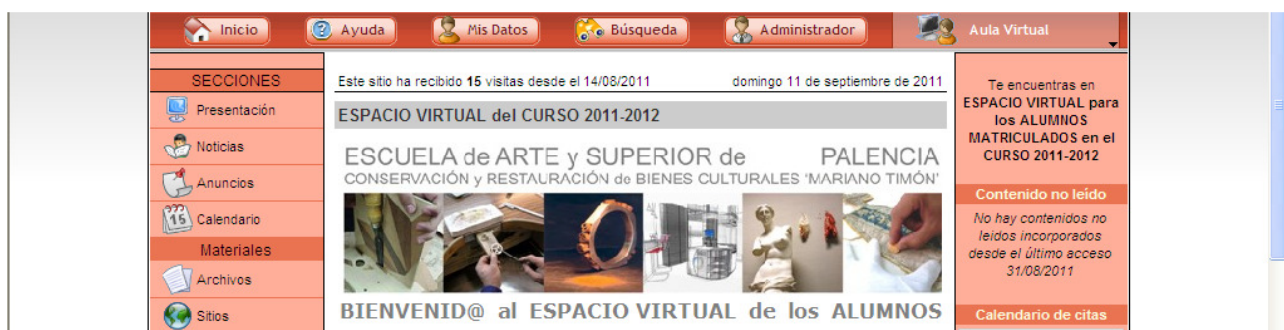 Inicio
Ayuda
Mis Datos
Búsqueda
Administrador
Aula Virtual
SECCIONES
Presentación
Noticias
Anuncios
15
Calendario
Materiales
Archivos
Sitios
Este sitio ha recibido 15 visitas desde el 14/08/2011
domingo 11 de septiembre de 2011
ESPACIO VIRTUAL del CURSO 2011-2012
ESCUELA de ARTE y SUPERIOR de PALENCIA
CONSERVACIÓN y RESTAURACIÓN de BIENES CULTURALES 'MARIANO TIMÓN'
BIENVENID@ al ESPACIO VIRTUAL de los ALUMNOS
Te encuentras en
ESPACIO VIRTUAL para
los ALUMNOS
MATRICULADOS en el
CURSO 2011-2012
Contenido no leído
No hay contenidos no
leidos incorporados
desde el último acceso
31/08/2011
Calendario de citas